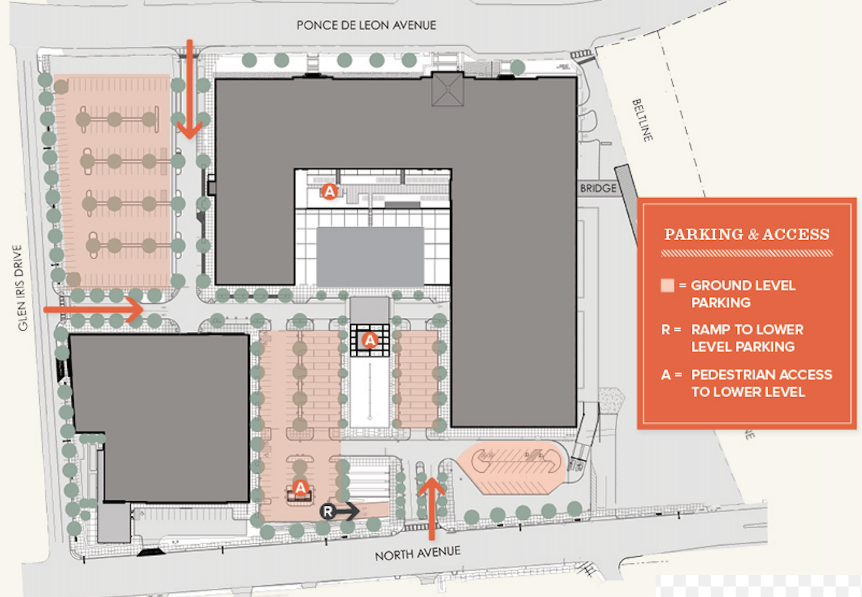 PONCE DE LEON AVENUE
BELTLINE
A
BRIDGE
PARKING & ACCESS
= GROUND LEVEL
PARKING
R = RAMP TO LOWER
LEVEL PARKING
A = PEDESTRIAN ACCESS
TO LOWER LEVEL
GLEN IRIS DRIVE
A
A
R
NORTH AVENUE